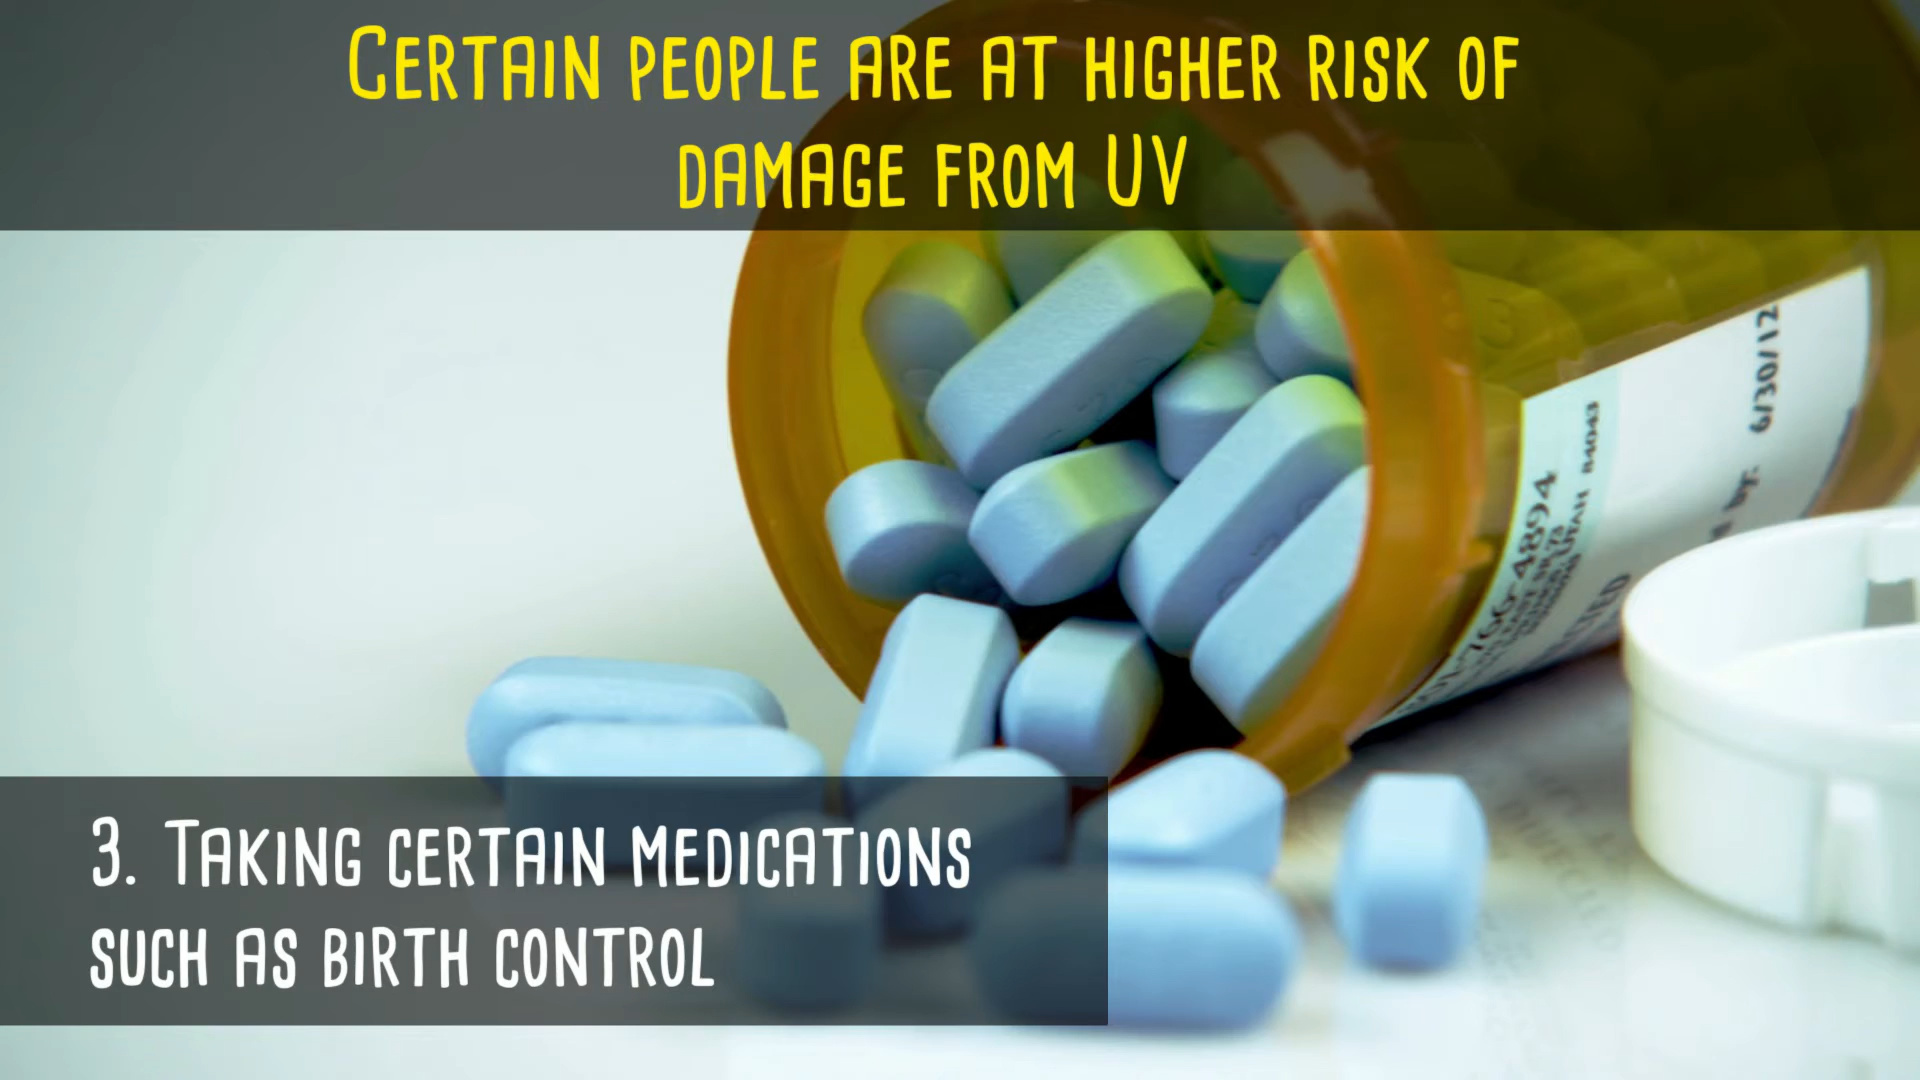 Certain people are at higher risk of
damage from UV
6/30/12
84043
3. Taking certain medications
such as birth control